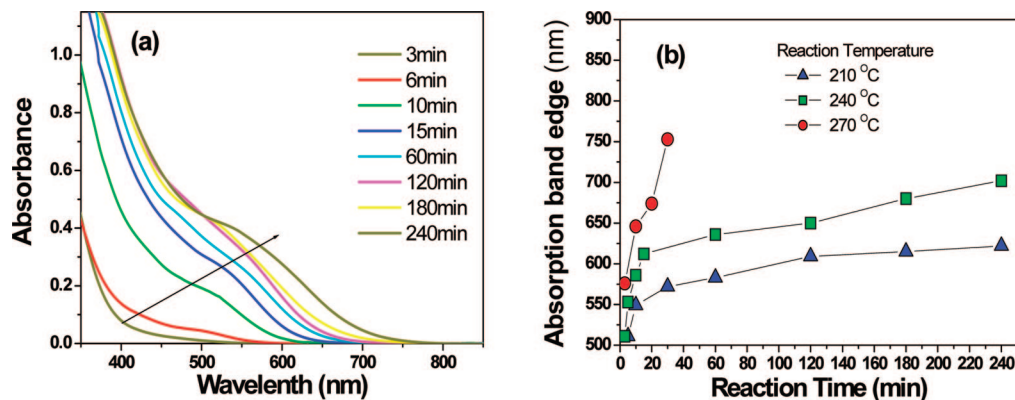 (a)
3min
6min
10min
15min
60min
120min
180min
240min
1.0
0.8
0.6
0.4
0.2
0.0
Absorbance
400 500 600 700 800
Wavelenth (nm)
(b)
Reaction Temperature
210 °C
240 °C
270 °C
900
850
800
750
700
650
600
550
500
Absorption band edge (nm)
0 20 40 60 80 100 120 140 160 180 200 220 240
Reaction Time (min)